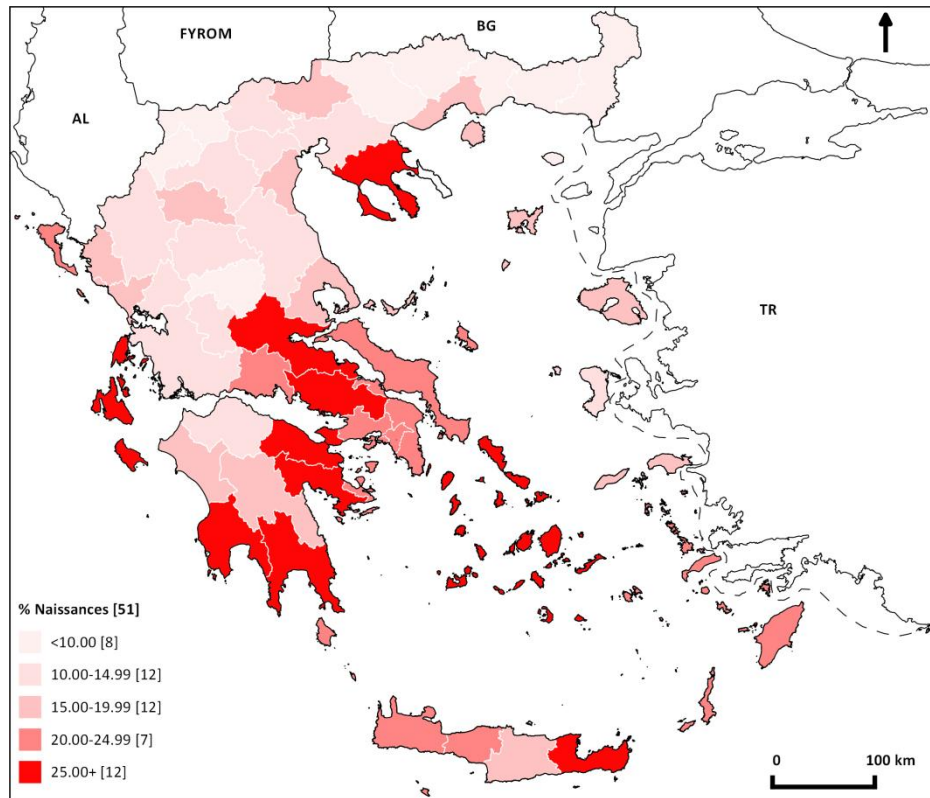 FYROM
BG
AL
TR
% Naissances [51]
<10.00 [8]
10.00-14.99 [12]
15.00-19.99 [12]
20.00-24.99 [7]
25.00+ [12]
0 100 km